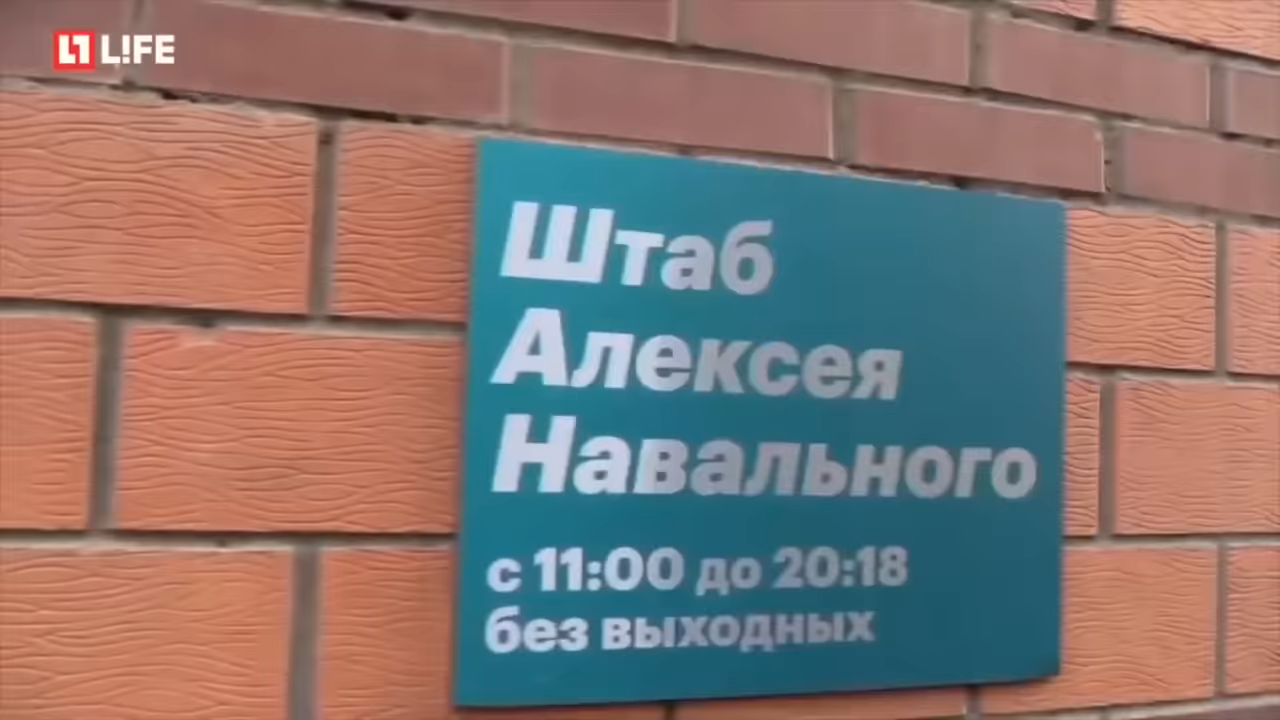 L!FE
Штаб
Алексея
Навального
с 11:00 до 20:18
без выходных